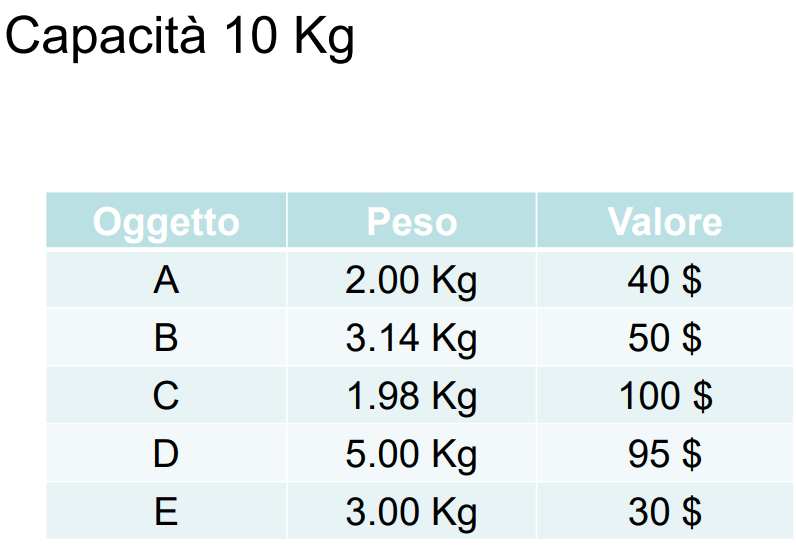 Capacità 10 Kg
Oggetto Peso Valore
A 2.00 Kg 40 $
B 3.14 Kg 50 $
C 1.98 Kg 100 $
D 5.00 Kg 95 $
E 3.00 Kg 30 $